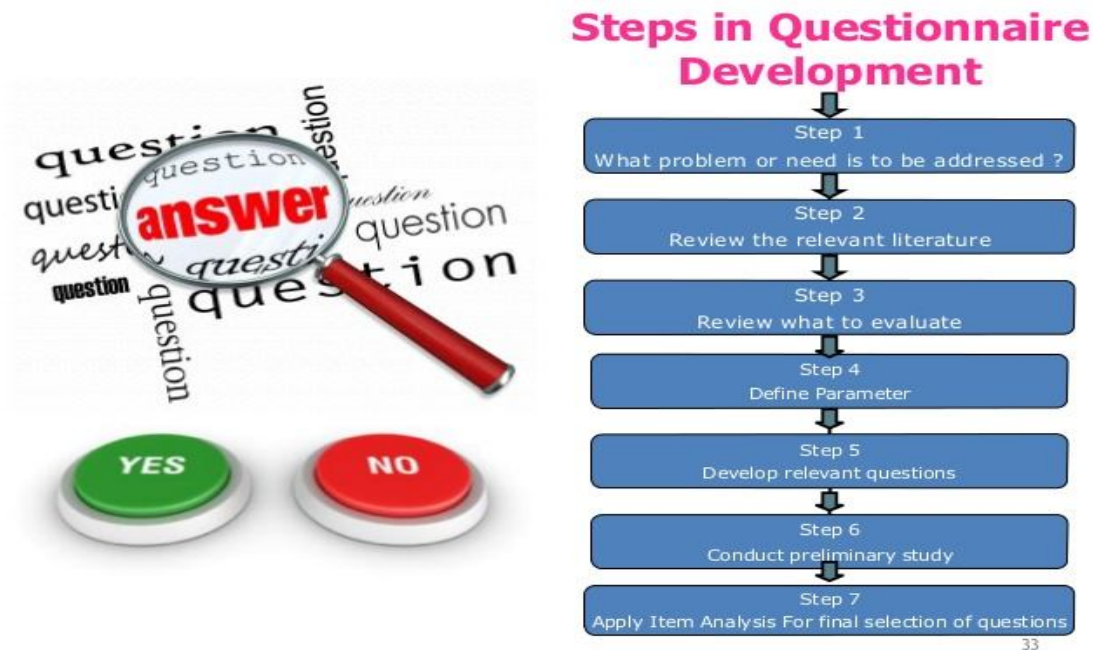 Steps in Questionnaire
Development
Step 1
What problem or need is to be addressed ?
Step 2
Review the relevant literature
Step 3
Review what to evaluate
Step 4
Define Parameter
Step 5
Develop relevant questions
Step 6
Conduct preliminary study
Step 7
Apply Item Analysis For final selection of questions
33
question
question
question
answer
question
question
question
question
YES
NO